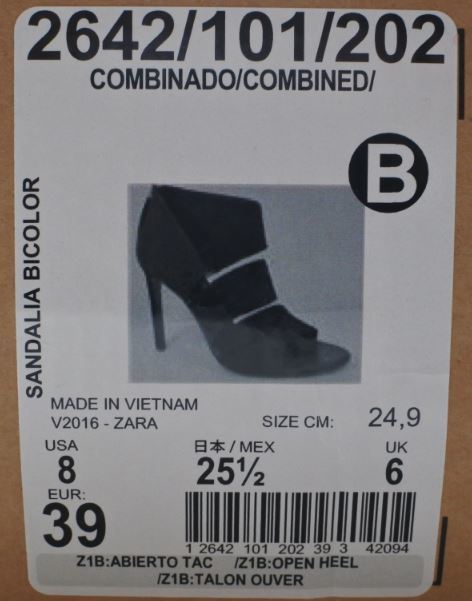 2642/101/202
COMBINADO/COMBINED/
B
SANDALIA BICOLOR
MADE IN VIETNAM
V2016 - ZARA
SIZE CM: 24,9
USA
8
日本 / MEX
25½
UK
6
EUR:
39
1 2642 101 202 39 3 42094
Z1B:ABIERTO TAC /Z1B:OPEN HEEL
/Z1B:TALON OUVER